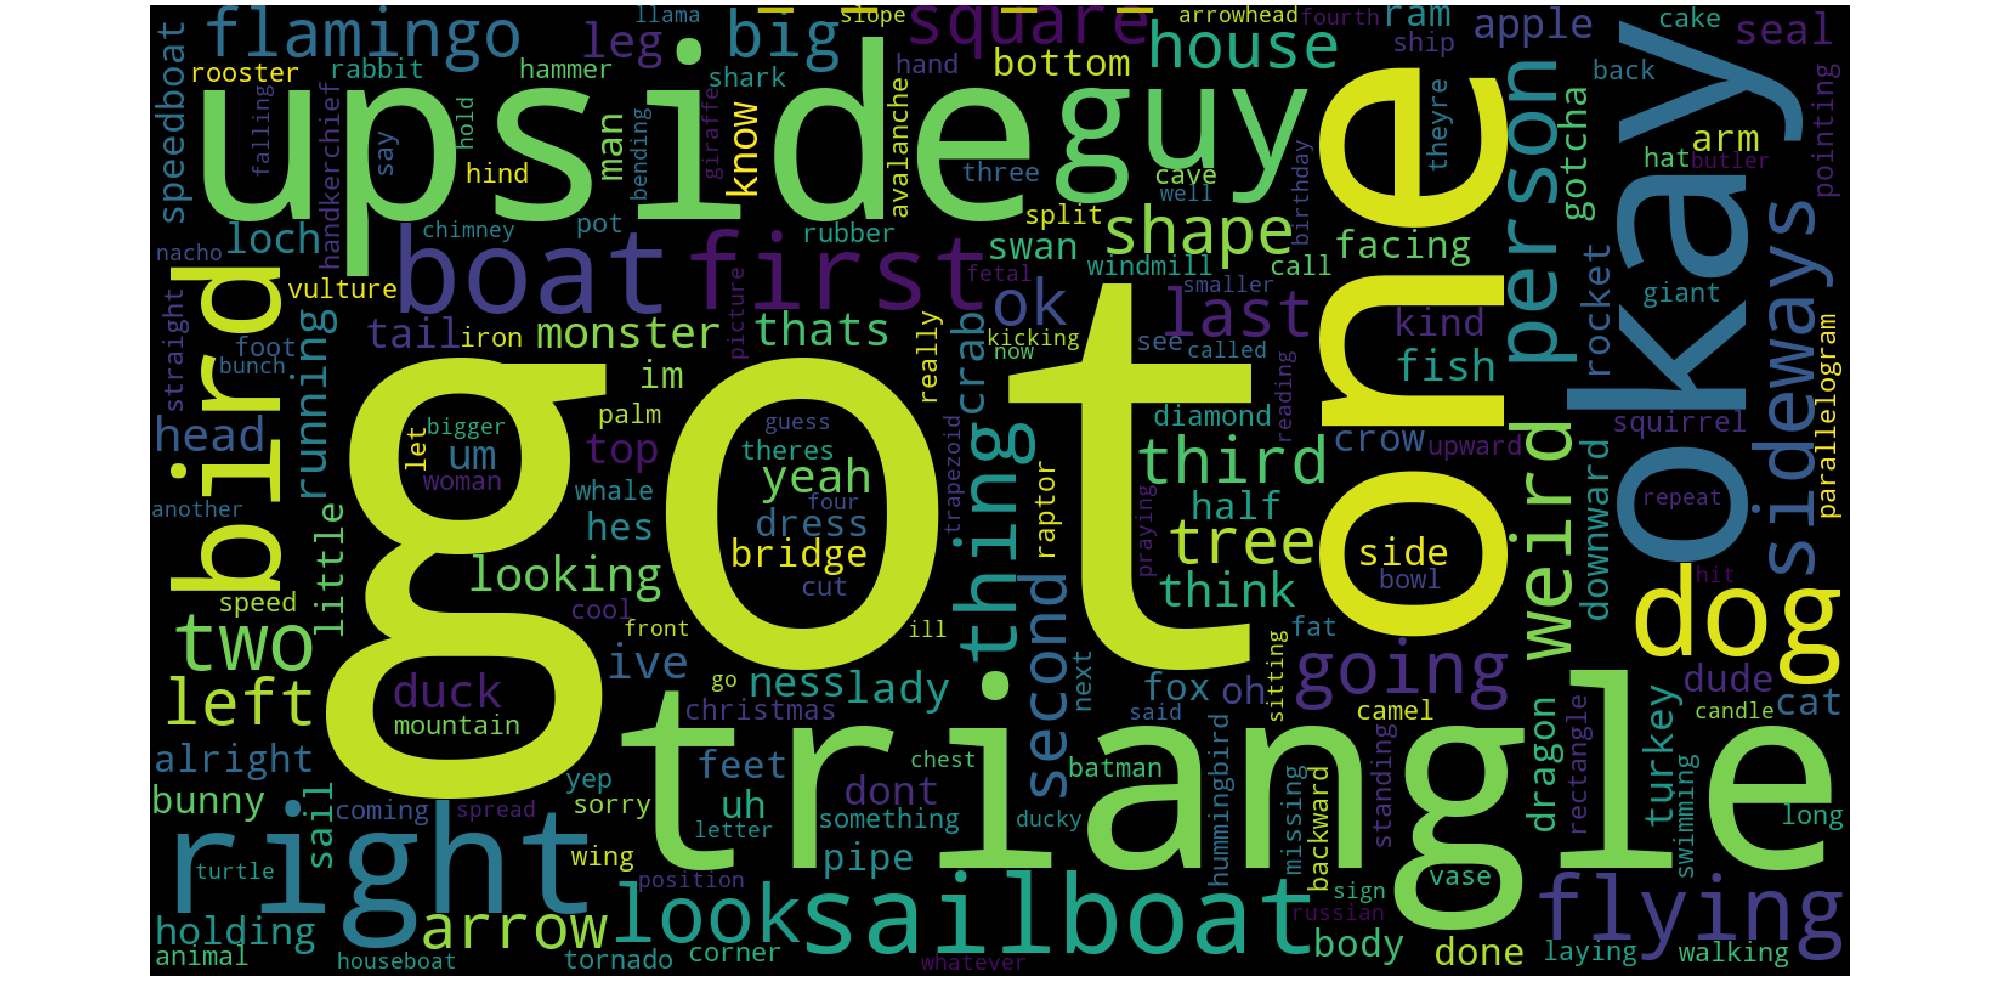 flamingo
llama
leg
big
slope
square
arrowhead
fourth
ram
ship
apple
cake
seal
speedboat
rooster
rabbit
hammer
shark
hand
bottom
house
back
falling
handkerchief
say
hold
hind
man
bending
giraffe
know
upside
avalanche
three
guy
cave
well
split
birthday
one
theyre
person
gotcha
okay
hat
butler
arm
pointing
nacho
loch
chimney
pot
rubber
swan
shape
facing
windmill
call
bird
vulture
boat
first
fetal
ok
smaller
last
kind
rocket
giant
sideways
straight
foot
bunch
running
tail
iron
monster
picture
thats
really
kicking
now
crab
see
called
reading
fish
parallelogram
im
palm
head
let
bigger
um
woman
top
guess
theres
yeah
four
dress
bridge
cut
trapezoid
thing
raptor
diamond
third
crow
upward
squirrel
weird
downward
repeat
another
little
whale
hes
got
praying
half
tree
think
side
bowl
hit
dog
speed
looking
cool
front
ill
second
fat
two
left
duck
mountain
ive
go
ness
lady
christmas
next
fox
oh
said
sitting
going
camel
dude
candle
cat
alright
bunny
yep
feet
triangle
chest
batman
hummingbird
missing
backward
standing
dragon
rectangle
turkey
swimming
long
sail
coming
spread
sorry
uh
letter
dont
something
ducky
right
turtle
wing
position
pipe
vase
sign
russian
holding
animal
arrow
houseboat
look
tornado
corner
sailboat
whatever
body
done
flying
laying
walking